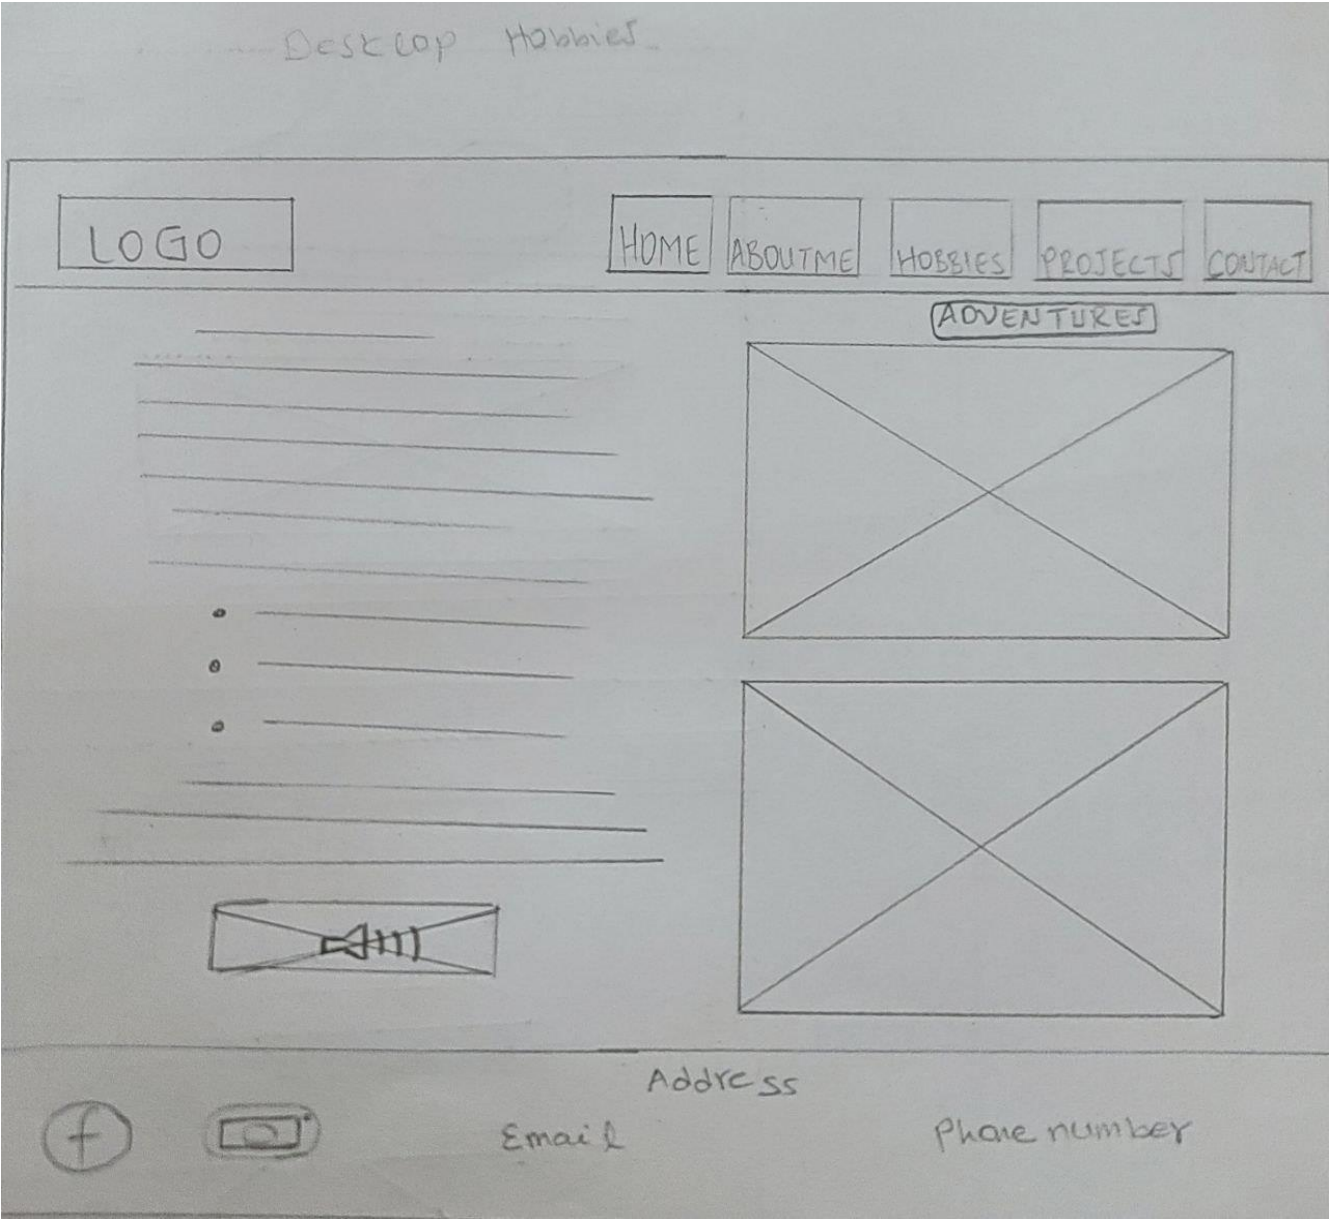 Desktop Hobbies
LOGO
HOME ABOUTME HOBBIES PROJECTS CONTACT
ADVENTURES
Address
f
Email
Phone number